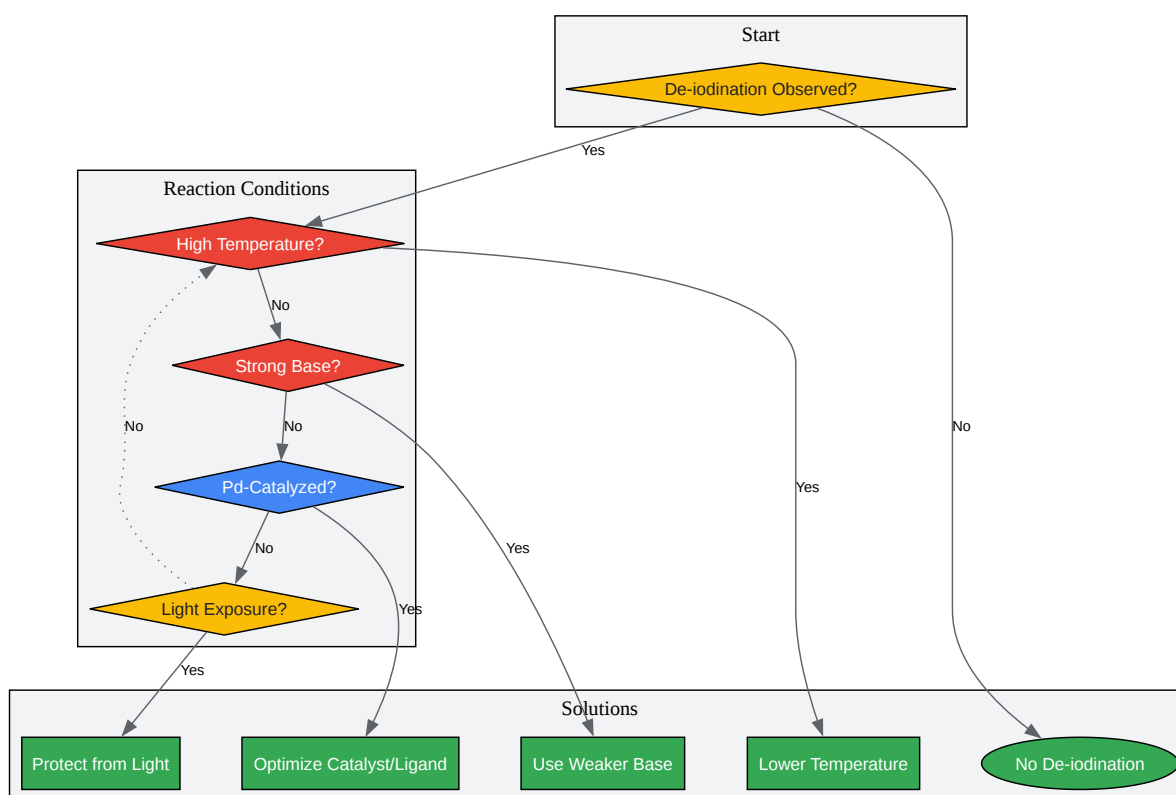 Start
De-iodination Observed?
Yes
Reaction Conditions
High Temperature?
No
Strong Base?
No
No
No
Pd-Catalyzed?
Yes
No
Yes
Light Exposure?
Yes
Yes
Solutions
Protect from Light
Optimize Catalyst/Ligand
Use Weaker Base
Lower Temperature
No De-iodination